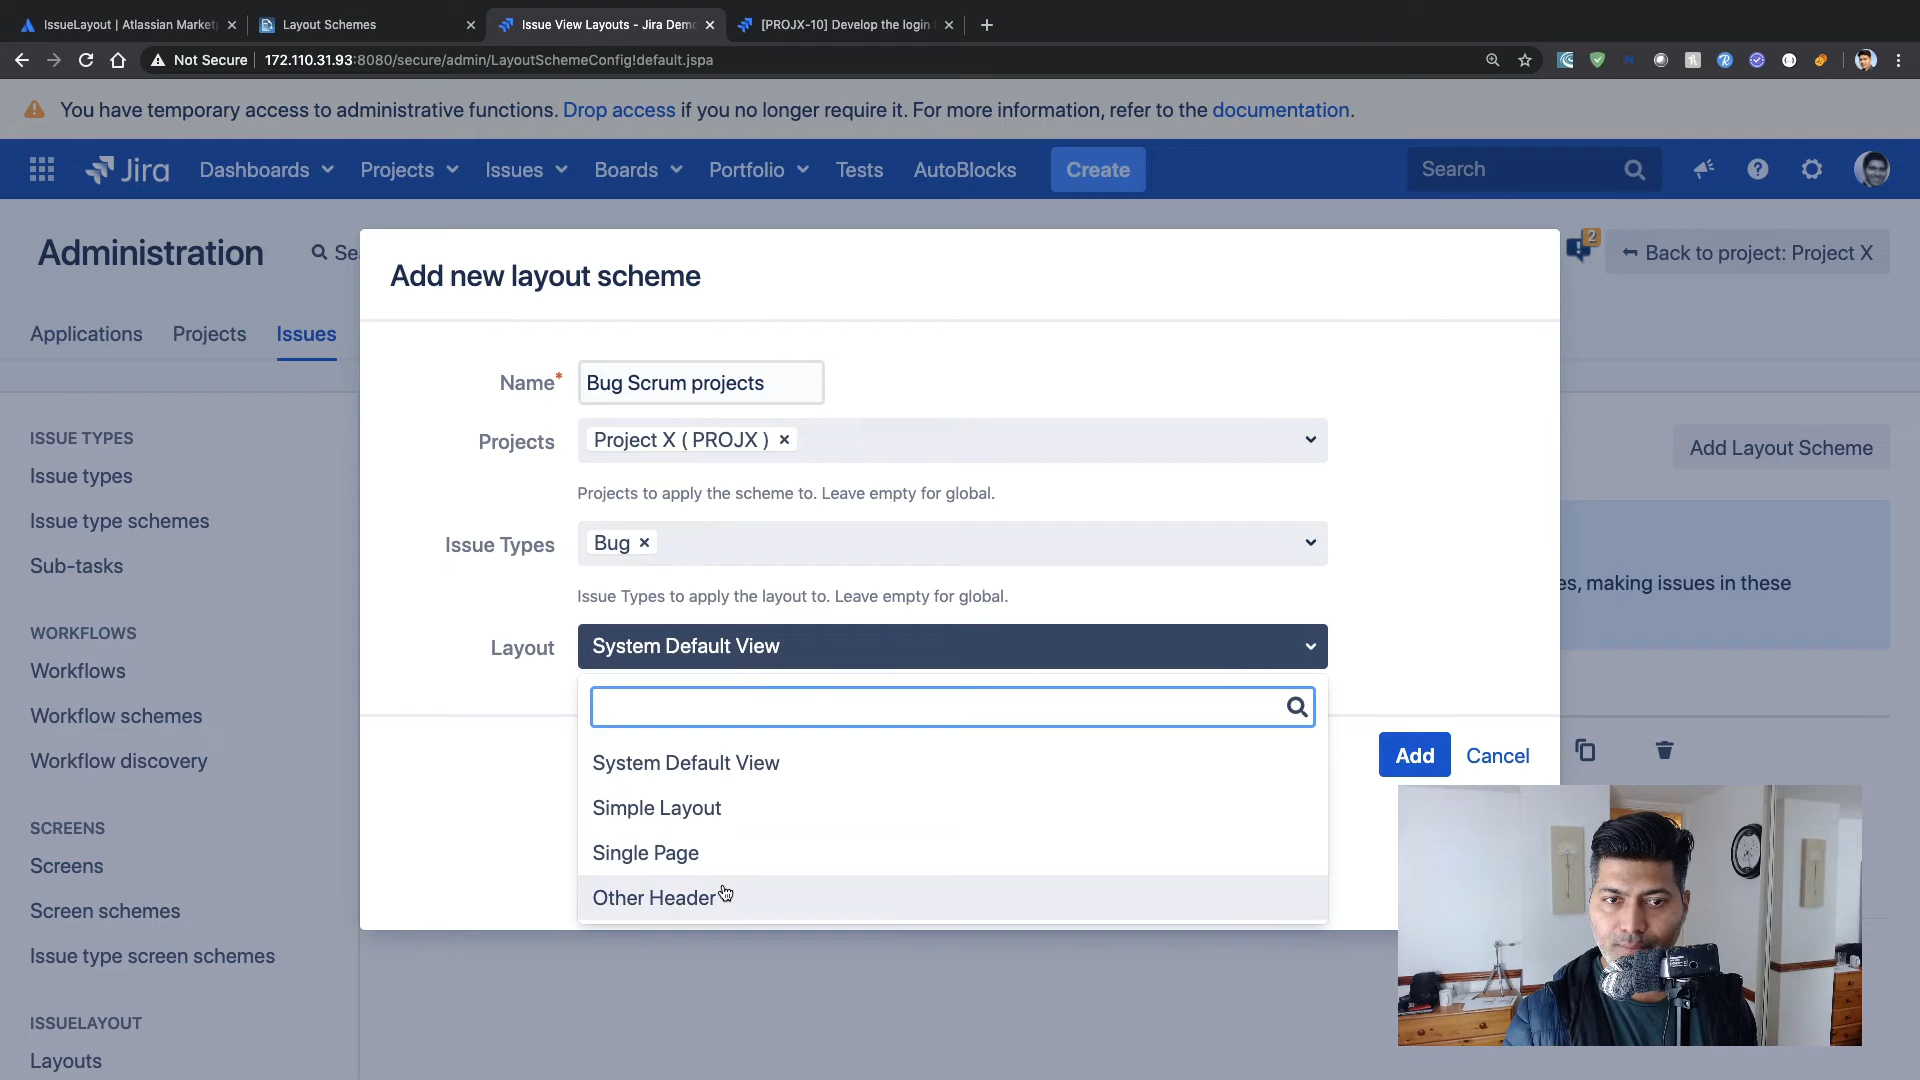 IssueLayout | Atlassian Market
Layout Schemes
Issue View Layouts - Jira Demo
[PROJX-10] Develop the login
Not Secure
172.110.31.93:8080/secure/admin/LayoutSchemeConfig!default.jspa
You have temporary access to administrative functions. Drop access if you no longer require it. For more information, refer to the documentation.
Jira
Dashboards
Projects
Issues
Boards
Portfolio
Tests
AutoBlocks
Create
Search
Administration
Se
2
Back to project: Project X
Applications
Projects
Issues
Add new layout scheme
Name*
Bug Scrum projects
Projects
Project X ( PROJX )
Projects to apply the scheme to. Leave empty for global.
Issue Types
Bug
Issue Types to apply the layout to. Leave empty for global.
Layout
System Default View
System Default View
Simple Layout
Single Page
Other Header
Add
Cancel
Add Layout Scheme
es, making issues in these
ISSUE TYPES
Issue types
Issue type schemes
Sub-tasks
WORKFLOWS
Workflows
Workflow schemes
Workflow discovery
SCREENS
Screens
Screen schemes
Issue type screen schemes
ISSUELAYOUT
Layouts